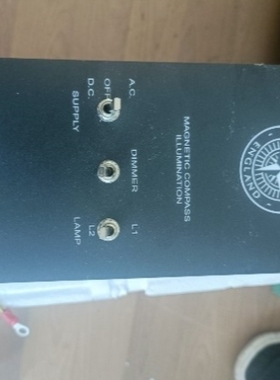 MAGNETIC COMPASS
ILLUMINATION
A.C.
OFF
D.C.
SUPPLY
DIMMER
L1
L2
LAMP
ENGLAND